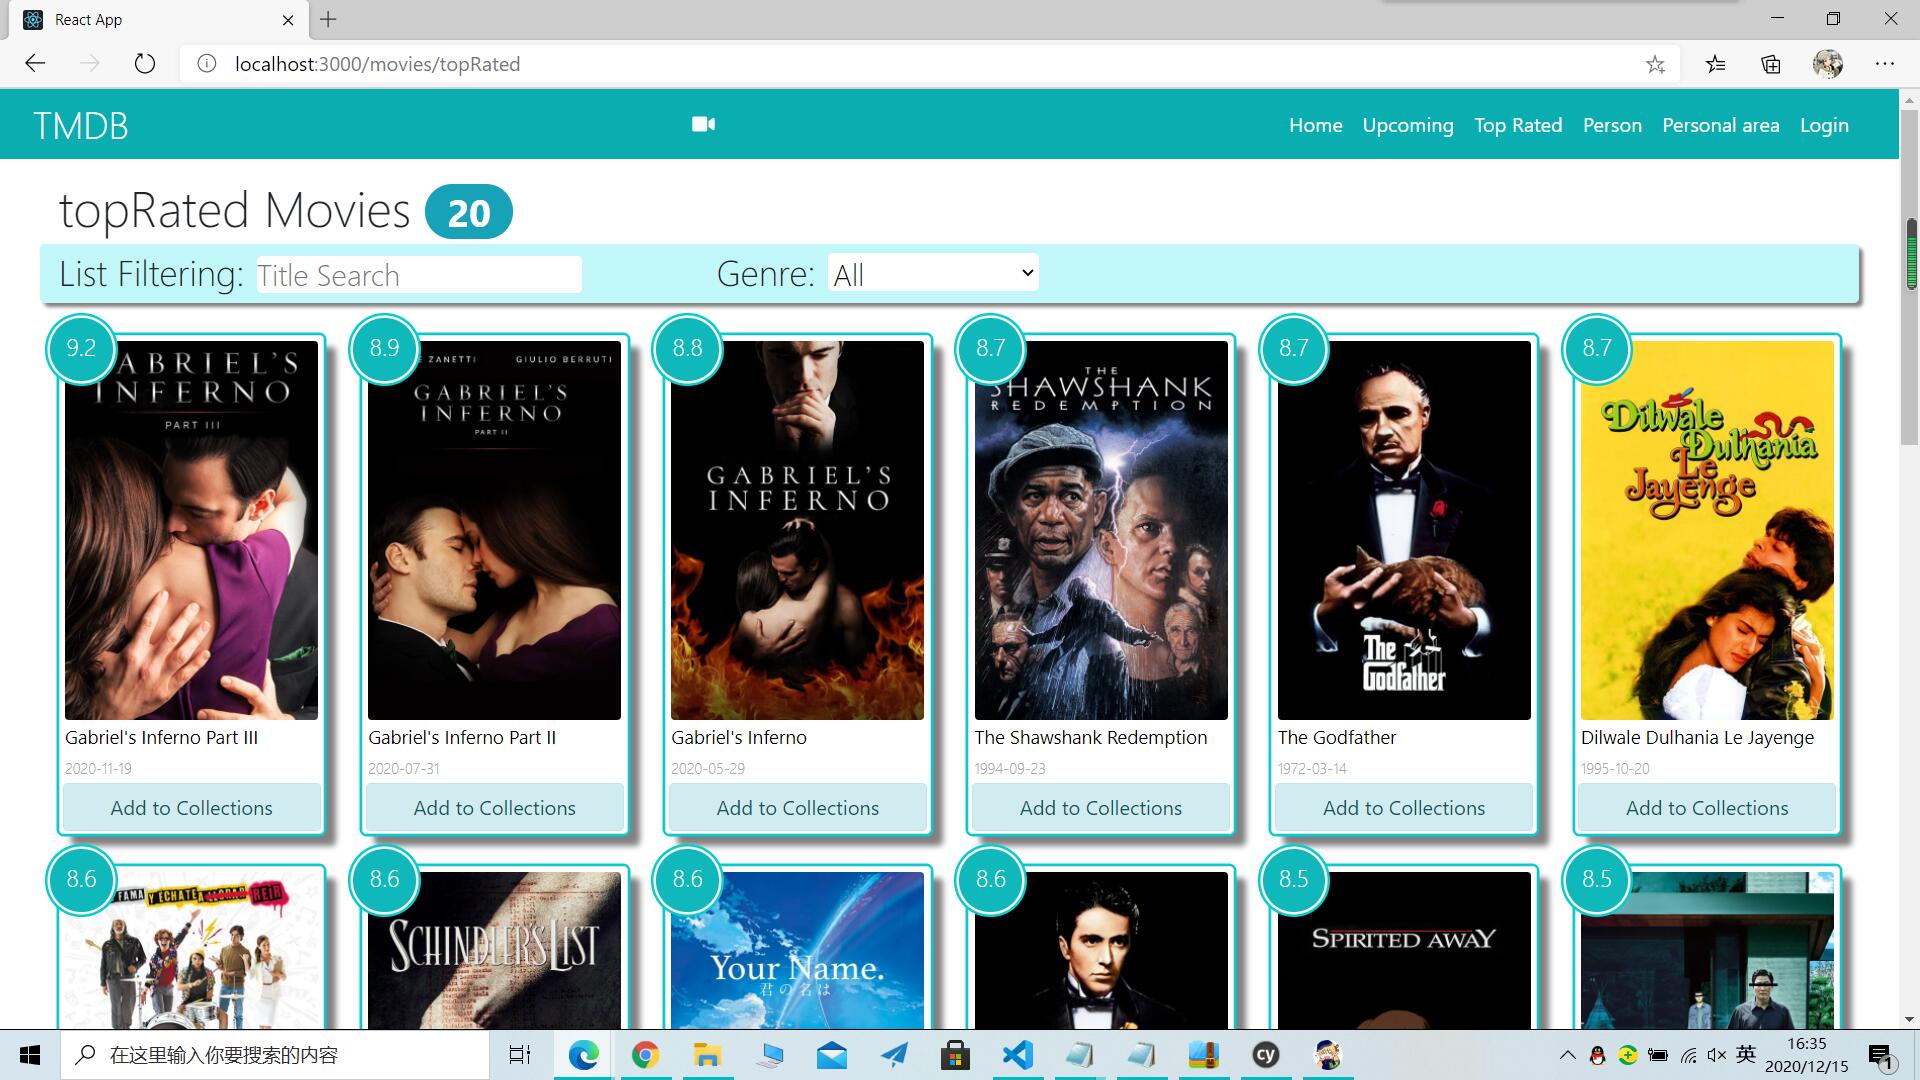 React App
localhost:3000/movies/topRated
TMDB
Home Upcoming Top Rated Person Personal area Login
topRated Movies 20
List Filtering: Title Search Genre: All
9.2 8.9 8.8 8.7 8.7 8.7
ZANETTI GIULIO BERRUTI
INFERNO
PART III
GABRIEL'S
INFERNO
PART II
GABRIEL'S
INFERNO
THE
SHAWSHANK
REDEMPTION
The
Godfather
Dilwale
Dulhania
Le
Jayenge
Gabriel's Inferno Part III Gabriel's Inferno Part II Gabriel's Inferno The Shawshank Redemption The Godfather Dilwale Dulhania Le Jayenge
2020-11-19 2020-07-31 2020-05-29 1994-09-23 1972-03-14 1995-10-20
Add to Collections Add to Collections Add to Collections Add to Collections Add to Collections Add to Collections
8.6 8.6 8.6 8.6 8.5 8.5
FAMA Y ÉCHATE A LLORAR REÍR
SCHINDLER'S LIST
Your Name.
君の名は
SPIRITED AWAY
在这里输入你要搜索的内容
cy
英
16:35
2020/12/15
1